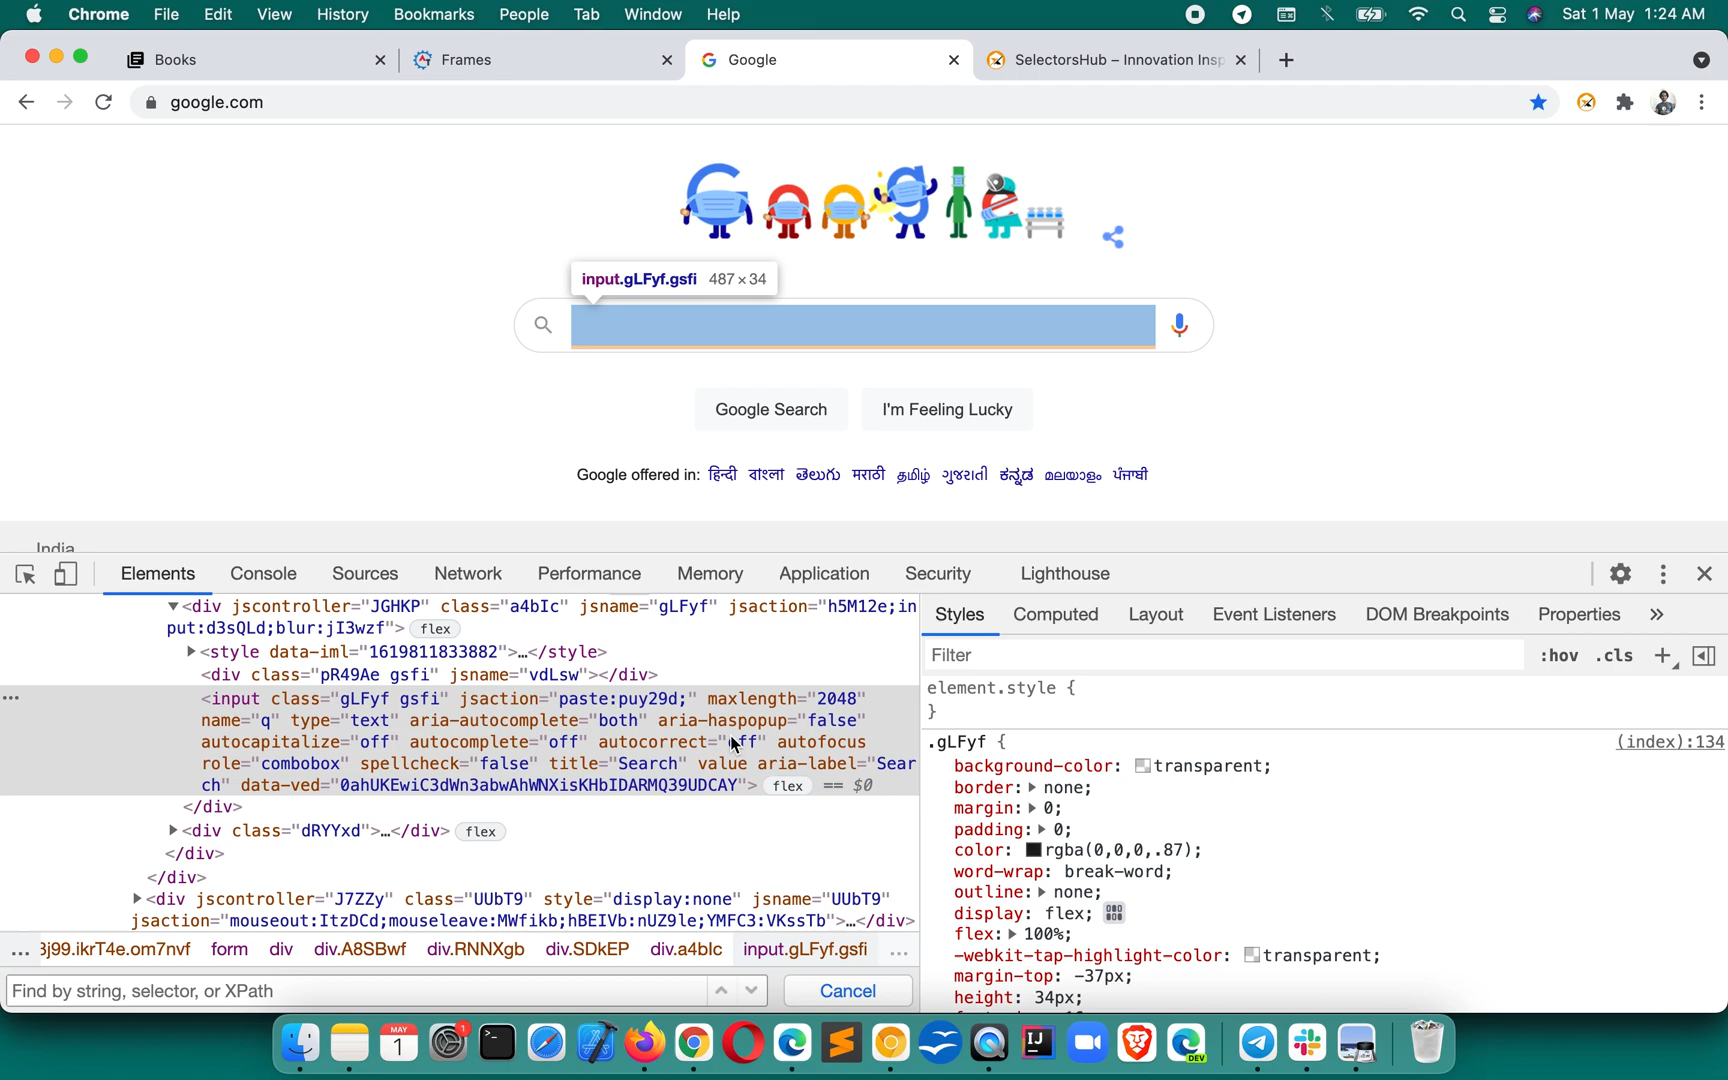 Chrome File Edit View History Bookmarks People Tab Window Help Sat 1 May 1:24 AM
Books Frames Google SelectorsHub – Innovation Insp
google.com
input.gLFyf.gsfi 487 × 34
Google Search I'm Feeling Lucky
Google offered in: हिन्दी বাংলা తెలుగు मराठी தமிழ் ગુજરાતી ಕನ್ನಡ മലയാളം ਪੰਜਾਬੀ
India
Elements Console Sources Network Performance Memory Application Security Lighthouse
<div jscontroller="JGHKP" class="a4bIc" jsname="gLFyf" jsaction="h5M12e;in
put:d3sQLd;blur:jI3wzf"> flex
<style data-iml="1619811833882">…</style>
<div class="pR49Ae gsfi" jsname="vdLsw"></div>
<input class="gLFyf gsfi" jsaction="paste:puy29d;" maxlength="2048"
name="q" type="text" aria-autocomplete="both" aria-haspopup="false"
autocapitalize="off" autocomplete="off" autocorrect="off" autofocus
role="combobox" spellcheck="false" title="Search" value aria-label="Sear
ch" data-ved="0ahUKEwiC3dWn3abwAhWNXisKHbIDARMQ39UDCAY"> flex == $0
</div>
<div class="dRYYxd">…</div> flex
</div>
</div>
<div jscontroller="J7ZZy" class="UUbT9" style="display:none" jsname="UUbT9"
jsaction="mouseout:ItzDCd;mouseleave:MWfikb;hBEIVb:nUZ9le;YMFC3:VKssTb">…</div>
… 3j99.ikrT4e.om7nvf form div div.A8SBwf div.RNNXgb div.SDkEP div.a4bIc input.gLFyf.gsfi …
Find by string, selector, or XPath Cancel
Styles Computed Layout Event Listeners DOM Breakpoints Properties »
Filter :hov .cls +
element.style {
}
.gLFyf { (index):134
background-color: transparent;
border: none;
margin: 0;
padding: 0;
color: rgba(0,0,0,.87);
word-wrap: break-word;
outline: none;
display: flex;
flex: 100%;
-webkit-tap-highlight-color: transparent;
margin-top: -37px;
height: 34px;
MAY
1
1
IJ
DEV